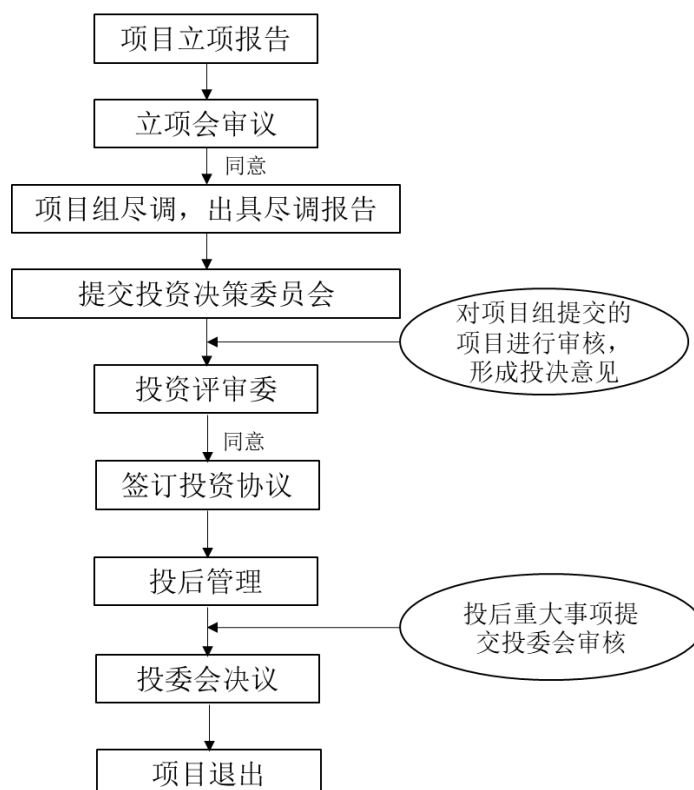 项目立项报告
立项会审议
同意
项目组尽调，出具尽调报告
提交投资决策委员会
对项目组提交的
项目进行审核，
形成投决意见
投资评审委
同意
签订投资协议
投后管理
投后重大事项提
交投委会审核
投委会决议
项目退出